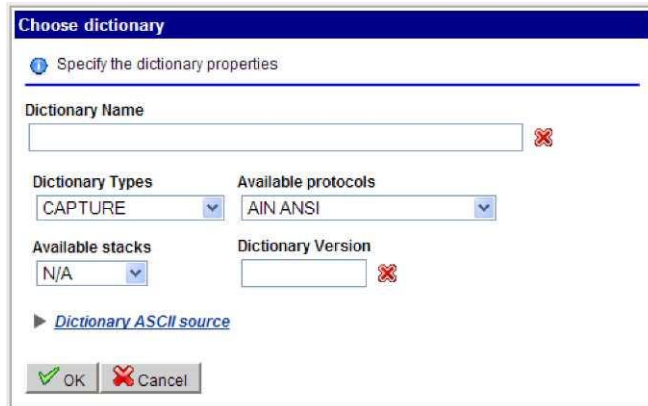 Choose dictionary
Specify the dictionary properties
Dictionary Name
Dictionary Types Available protocols
CAPTURE AIN ANSI
Available stacks Dictionary Version
N/A
Dictionary ASCII source
OK Cancel